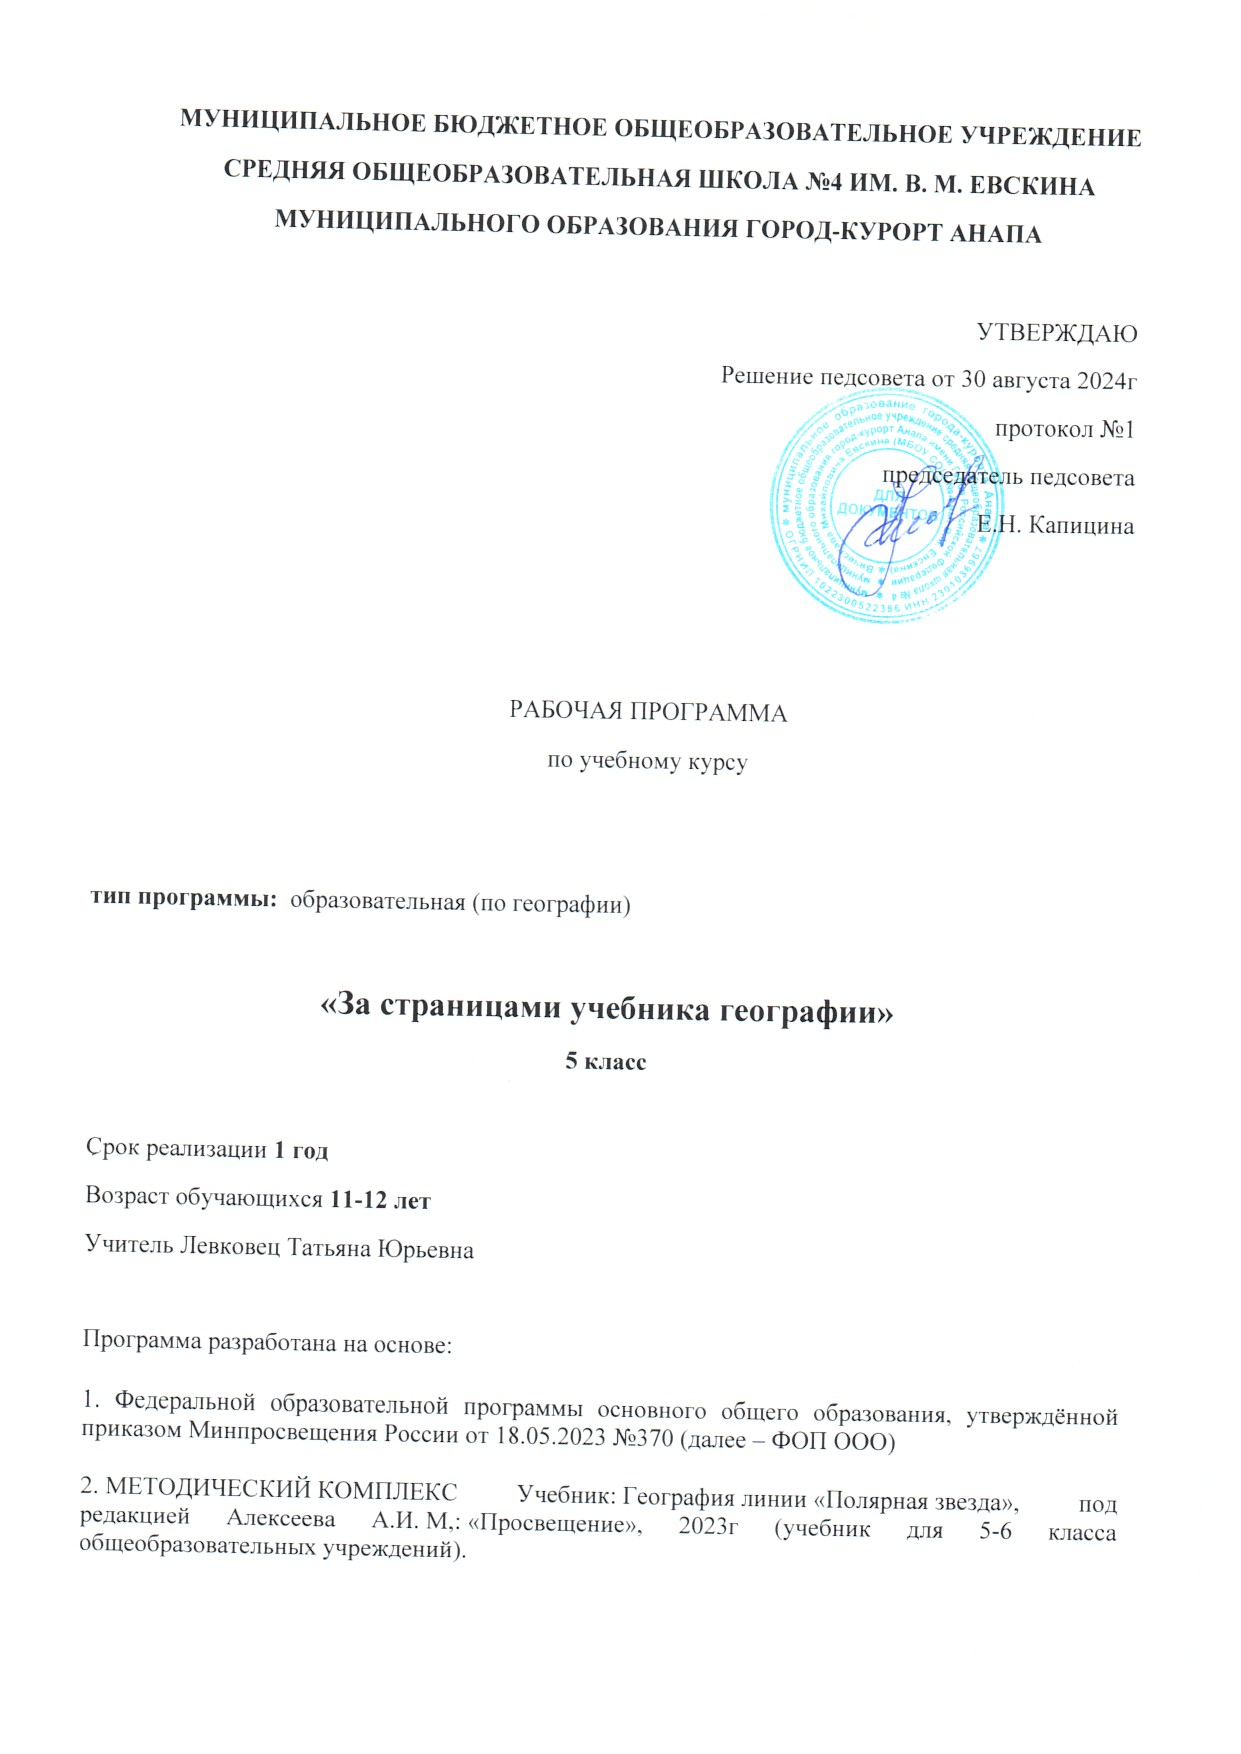 МУНИЦИПАЛЬНОЕ БЮДЖЕТНОЕ ОБЩЕОБРАЗОВАТЕЛЬНОЕ УЧРЕЖДЕНИЕ
СРЕДНЯЯ ОБЩЕОБРАЗОВАТЕЛЬНАЯ ШКОЛА №4 ИМ. В. М. ЕВСКИНА
МУНИЦИПАЛЬНОГО ОБРАЗОВАНИЯ ГОРОД-КУРОРТ АНАПА
УТВЕРЖДАЮ
Решение педсовета от 30 августа 2024г
протокол №1
председатель педсовета
Е.Н. Капицина
ДЛЯ
ДОКУМЕНТОВ
РАБОЧАЯ ПРОГРАММА
по учебному курсу
тип программы: образовательная (по географии)
«За страницами учебника географии»
5 класс
Срок реализации 1 год
Возраст обучающихся 11-12 лет
Учитель Левковец Татьяна Юрьевна
Программа разработана на основе:
1. Федеральной образовательной программы основного общего образования, утверждённой
приказом Минпросвещения России от 18.05.2023 №370 (далее – ФОП ООО)
2. МЕТОДИЧЕСКИЙ КОМПЛЕКС Учебник: География линии «Полярная звезда», под
редакцией Алексеева А.И. М,: «Просвещение», 2023г (учебник для 5-6 класса
общеобразовательных учреждений).